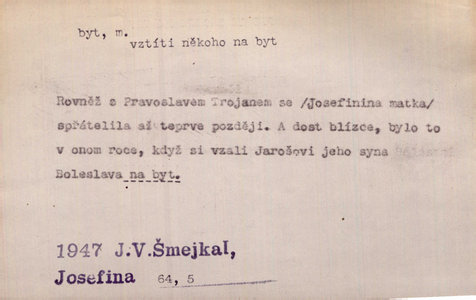 byt, m.
vztíti někoho na byt
Rovněž s Pravoslavem Trojanem se /Josefinina matka/
spřátelila až teprve později. A dost blízce, bylo to
v onom roce, když si vzali Jarošovi jeho syna
Boleslava na byt.
1947 J.V.Šmejkal,
Josefina 64, 5